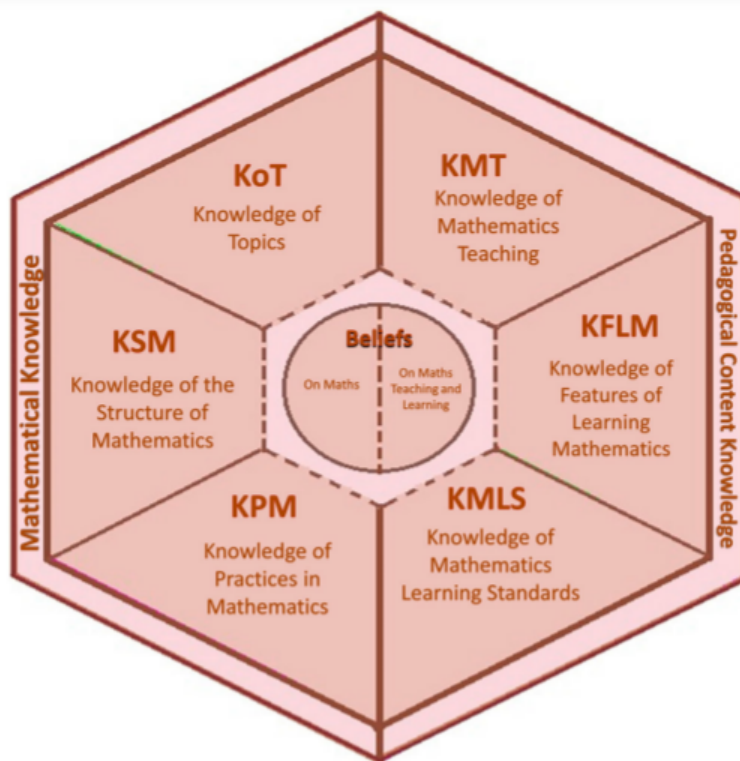 KoT
Knowledge of
Topics
KMT
Knowledge of
Mathematics
Teaching
Mathematical Knowledge
Pedagogical Content Knowledge
KSM
Knowledge of the
Structure of
Mathematics
Beliefs
On Maths
On Maths
Teaching and
Learning
KFLM
Knowledge of
Features of
Learning
Mathematics
KPM
Knowledge of
Practices in
Mathematics
KMLS
Knowledge of
Mathematics
Learning Standards